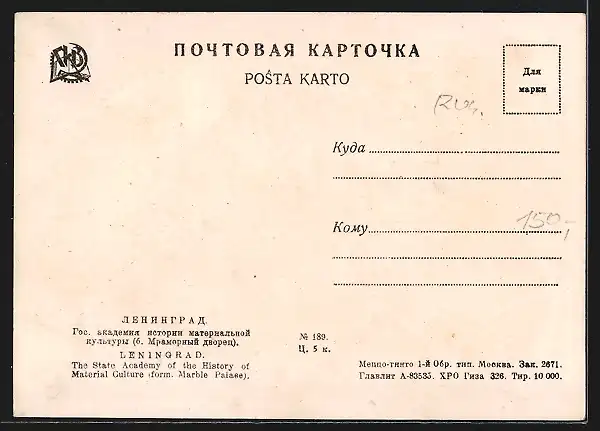 ПОЧТОВАЯ КАРТОЧКА
POŜTA KARTO
Для
марки
Куда
Кому
150,-
ЛЕНИНГРАД.
Гос. академия истории материальной
культуры (б. Мраморный дворец).
LENINGRAD.
The State Academy of the History of
Material Culture (form. Marble Palase).
№ 189.
Ц. 5 к.
Меццо-тинто 1-й Обр. тип. Москва. Зак. 2671.
Главлит А-83535. ХРО Гиза 326. Тир. 10 000.